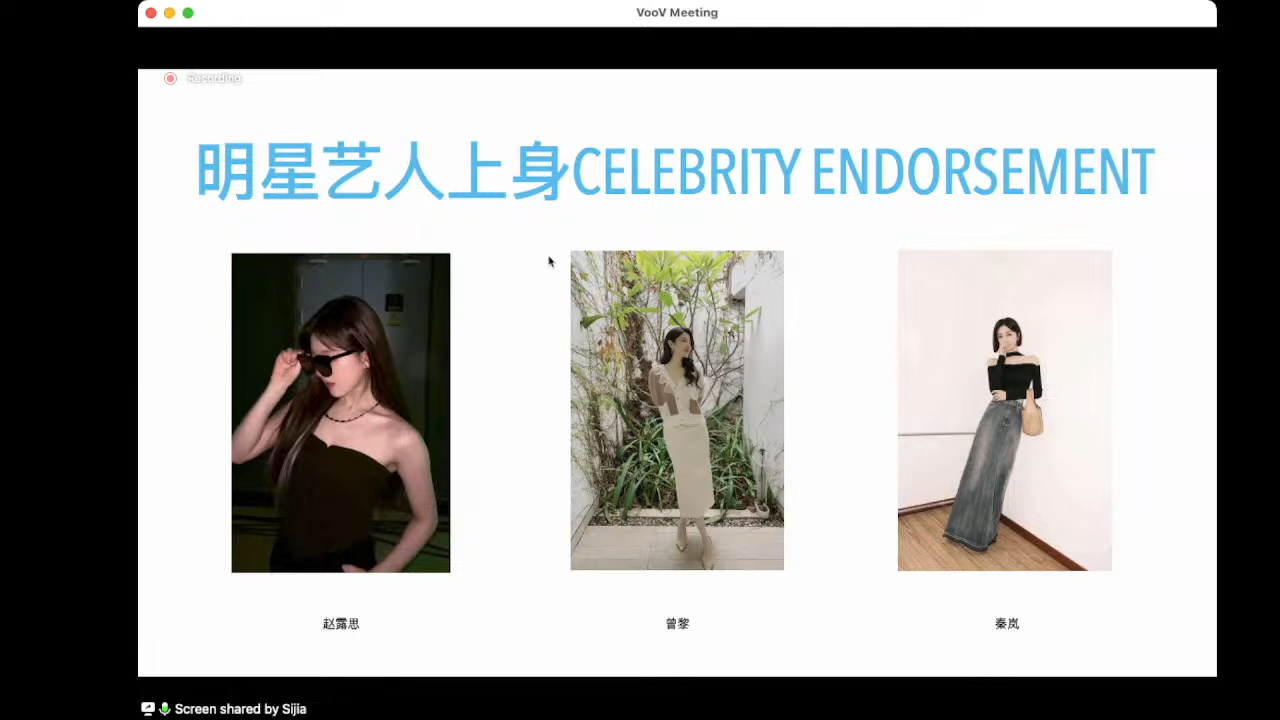 VooV Meeting
Recording
明星艺人上身CELEBRITY ENDORSEMENT
赵露思
曾黎
秦岚
Screen shared by Sijia